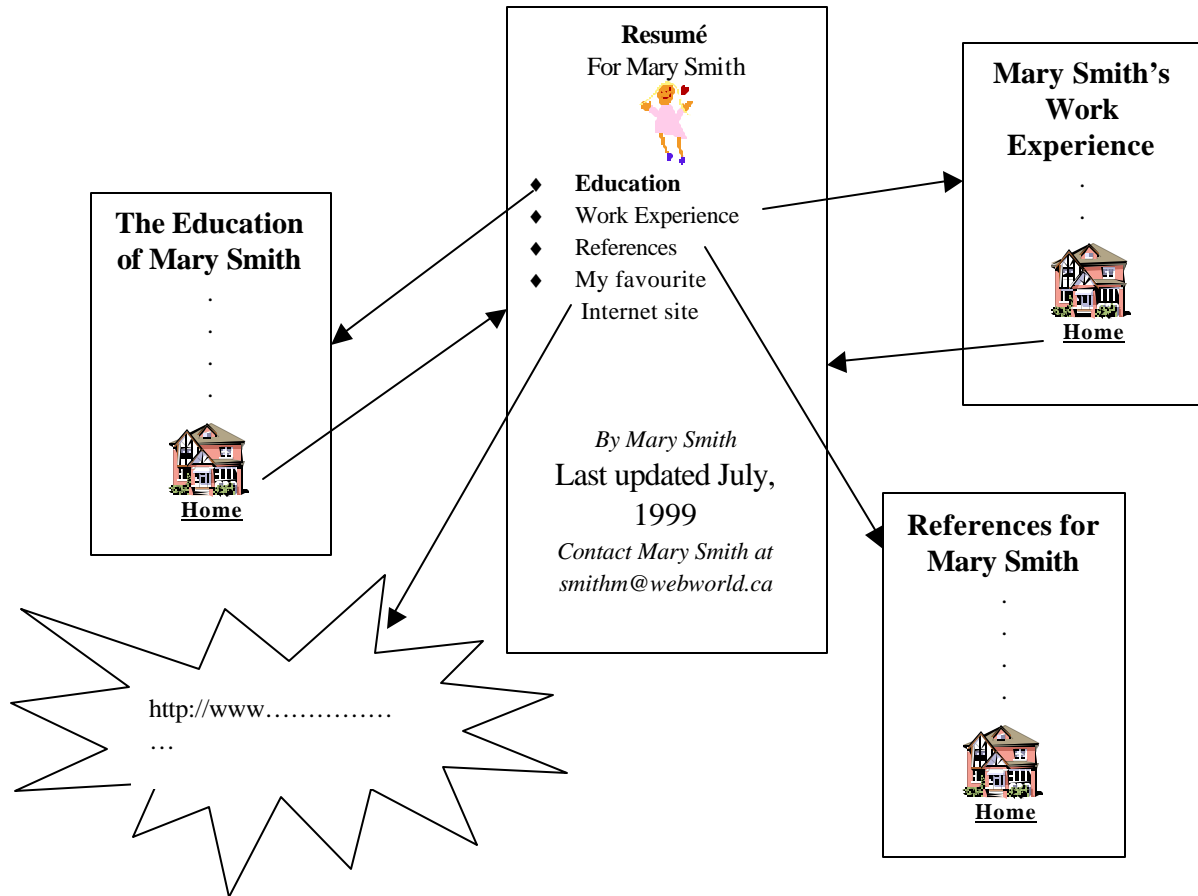 Resumé
For Mary Smith
♦ Education
♦ Work Experience
♦ References
♦ My favourite
Internet site
By Mary Smith
Last updated July,
1999
Contact Mary Smith at
smithm@webworld.ca
The Education
of Mary Smith
.
.
.
.
Home
Mary Smith’s
Work
Experience
.
.
Home
References for
Mary Smith
.
.
.
.
Home
http://www……………
…